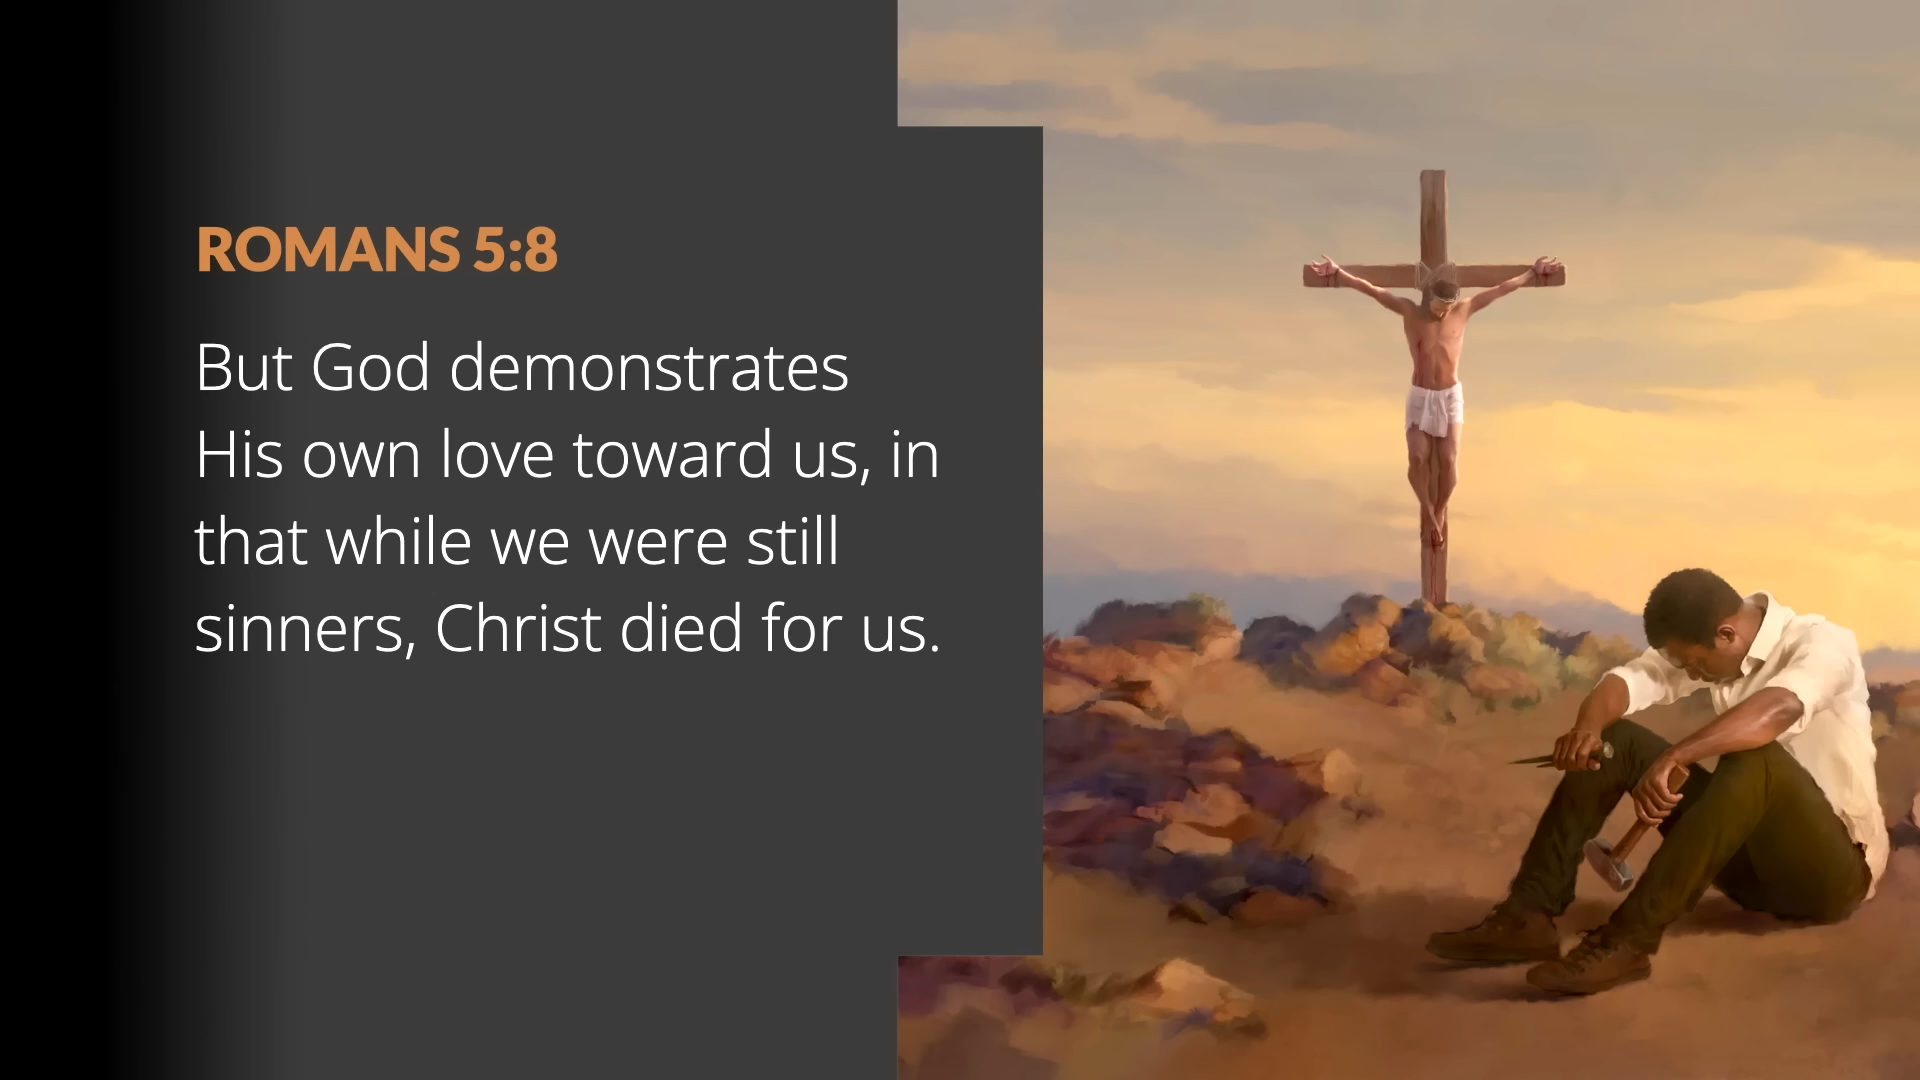 ROMANS 5:8
But God demonstrates
His own love toward us, in
that while we were still
sinners, Christ died for us.